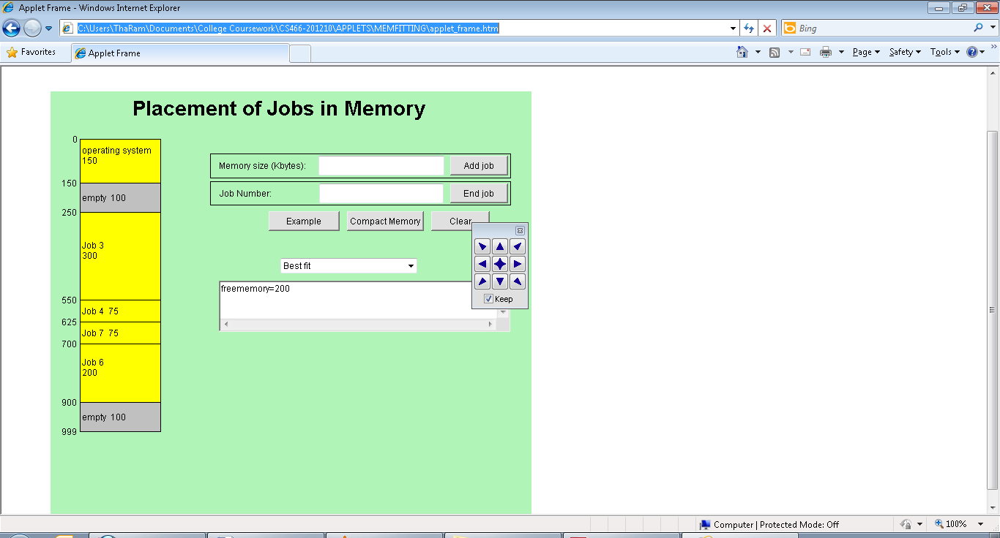 Applet Frame - Windows Internet Explorer
C:\Users\ThaRam\Documents\College Coursework\CS466-201210\APPLETS\MEMFITTING\applet_frame.htm
Bing
Favorites
Applet Frame
Page
Safety
Tools
Placement of Jobs in Memory
0
operating system
150
Memory size (Kbytes):
Add job
150
Job Number:
End job
empty 100
250
Example
Compact Memory
Clear
Job 3
300
Best fit
freememory=200
Keep
550
Job 4 75
625
Job 7 75
700
Job 6
200
900
empty 100
999
Computer | Protected Mode: Off
100%